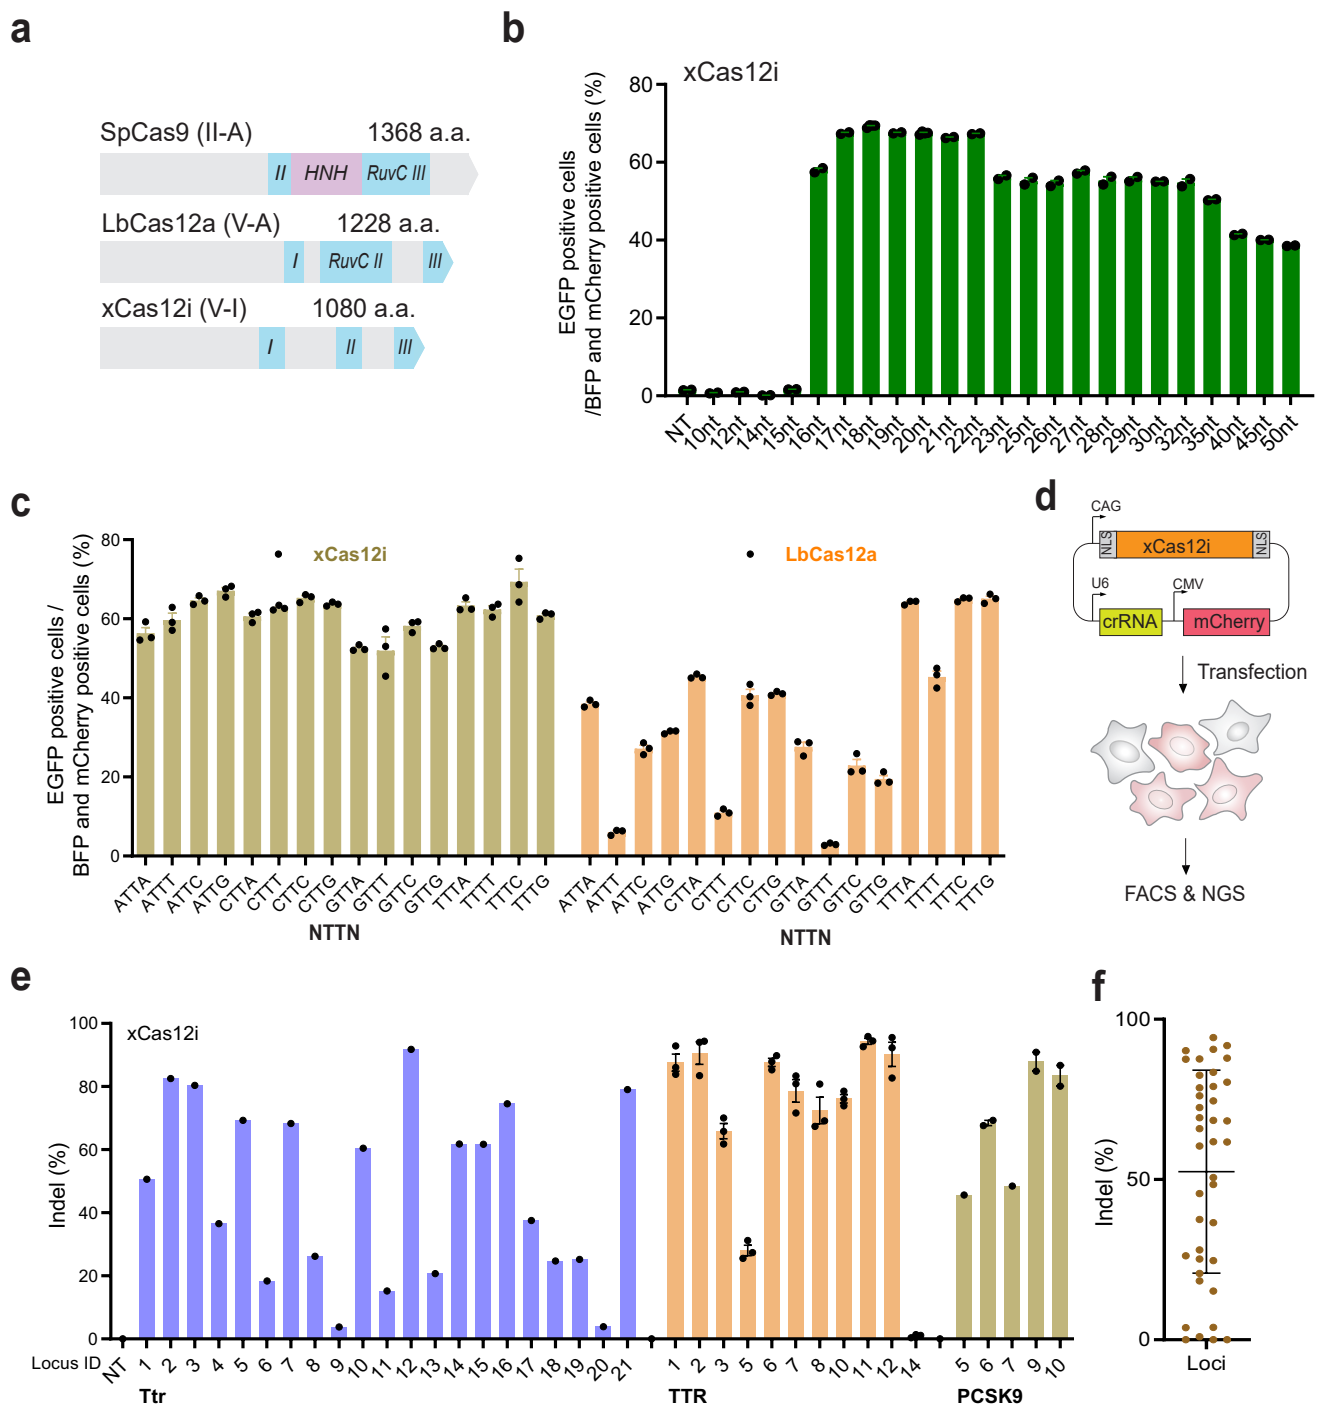 a
SpCas9 (II-A) 1368 a.a.
II HNH RuvC III
LbCas12a (V-A) 1228 a.a.
I RuvC II III
xCas12i (V-I) 1080 a.a.
I II III
b
xCas12i
EGFP positive cells
/BFP and mCherry positive cells (%)
80
60
40
20
0
NT 10nt 12nt 14nt 15nt 16nt 17nt 18nt 19nt 20nt 21nt 22nt 23nt 25nt 26nt 27nt 28nt 29nt 30nt 32nt 35nt 40nt 45nt 50nt
c
EGFP positive cells /
BFP and mCherry positive cells (%)
80
60
40
20
0
xCas12i
LbCas12a
ATTA ATTT ATTC ATTG CTTA CTTT CTTC CTTG GTTA GTTT GTTC GTTG TTTA TTTT TTTC TTTG
NTTN
ATTA ATTT ATTC ATTG CTTA CTTT CTTC CTTG GTTA GTTT GTTC GTTG TTTA TTTT TTTC TTTG
NTTN
d
CAG
NLS xCas12i NLS
U6 CMV
crRNA mCherry
Transfection
FACS & NGS
e
xCas12i
Indel (%)
100
80
60
40
20
0
Locus ID NT 1 2 3 4 5 6 7 8 9 10 11 12 13 14 15 16 17 18 19 20 21 1 2 3 5 6 7 8 10 11 12 14 5 6 7 9 10
Ttr TTR PCSK9
f
Indel (%)
100
50
0
Loci